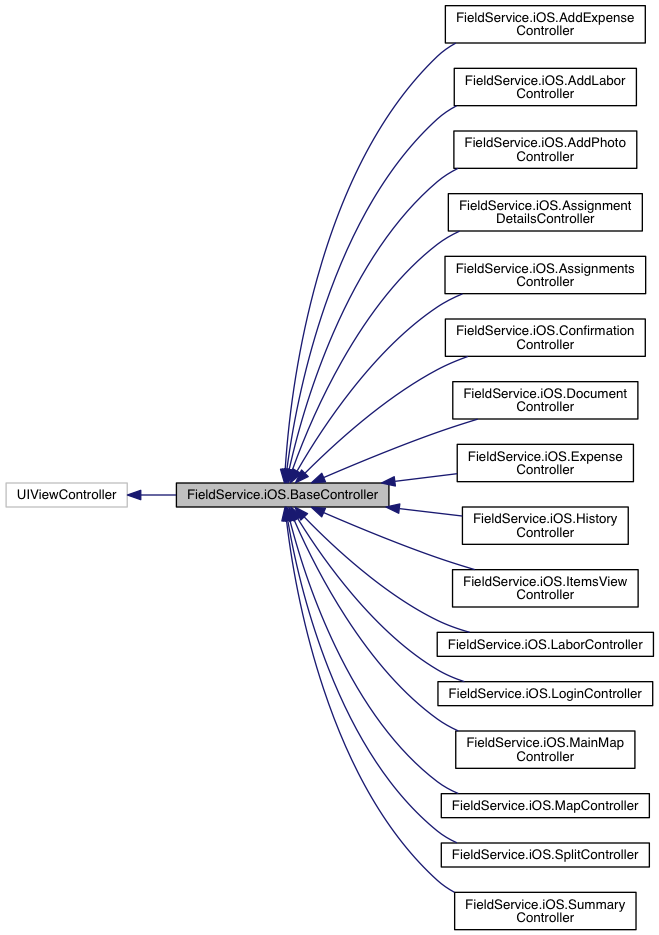 FieldService.iOS.AddExpense
Controller
FieldService.iOS.AddLabor
Controller
FieldService.iOS.AddPhoto
Controller
FieldService.iOS.Assignment
DetailsController
FieldService.iOS.Assignments
Controller
FieldService.iOS.Confirmation
Controller
FieldService.iOS.Document
Controller
FieldService.iOS.Expense
Controller
UIViewController
FieldService.iOS.BaseController
FieldService.iOS.History
Controller
FieldService.iOS.ItemsView
Controller
FieldService.iOS.LaborController
FieldService.iOS.LoginController
FieldService.iOS.MainMap
Controller
FieldService.iOS.MapController
FieldService.iOS.SplitController
FieldService.iOS.Summary
Controller